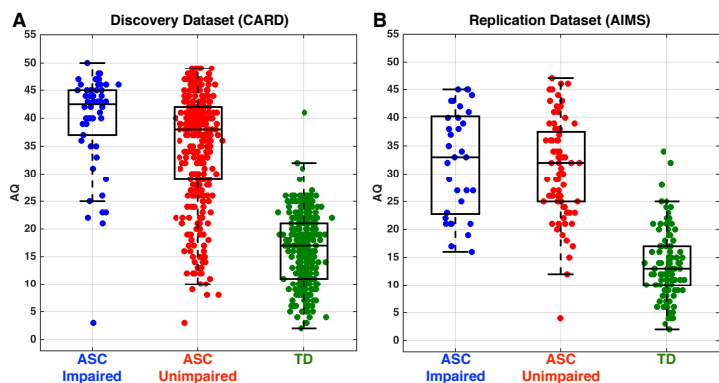 A
Discovery Dataset (CARD)
55
50
45
40
35
30
25
20
15
10
5
0
AQ
ASC
Impaired
ASC
Unimpaired
TD
B
Replication Dataset (AIMS)
55
50
45
40
35
30
25
20
15
10
5
0
AQ
ASC
Impaired
ASC
Unimpaired
TD